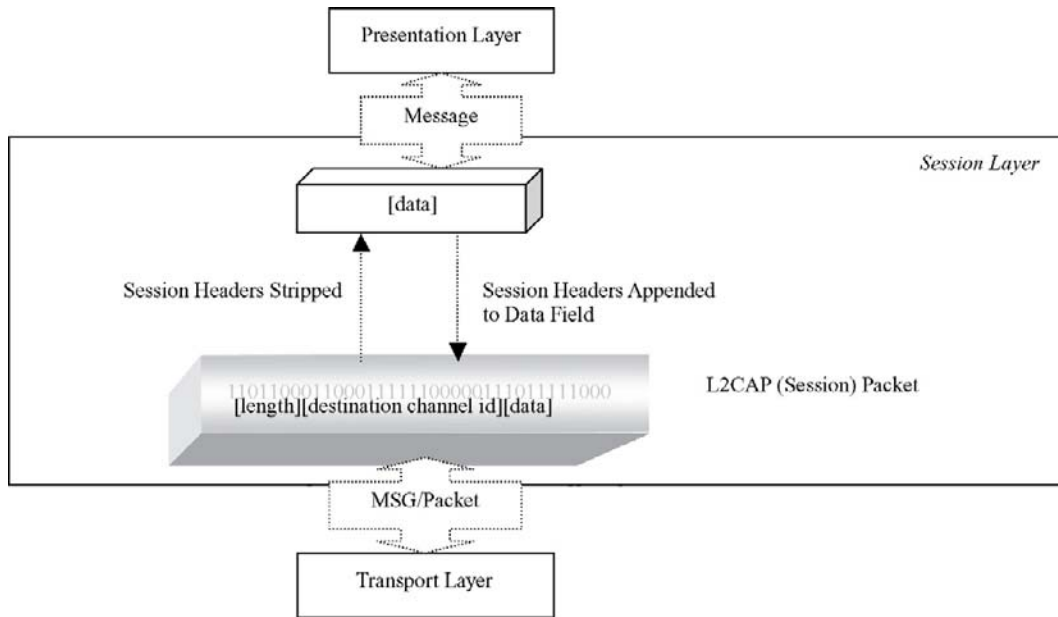 Presentation Layer
Message
Session Layer
[data]
Session Headers Stripped
Session Headers Appended
to Data Field
L2CAP (Session) Packet
[length][destination channel id][data]
MSG/Packet
Transport Layer